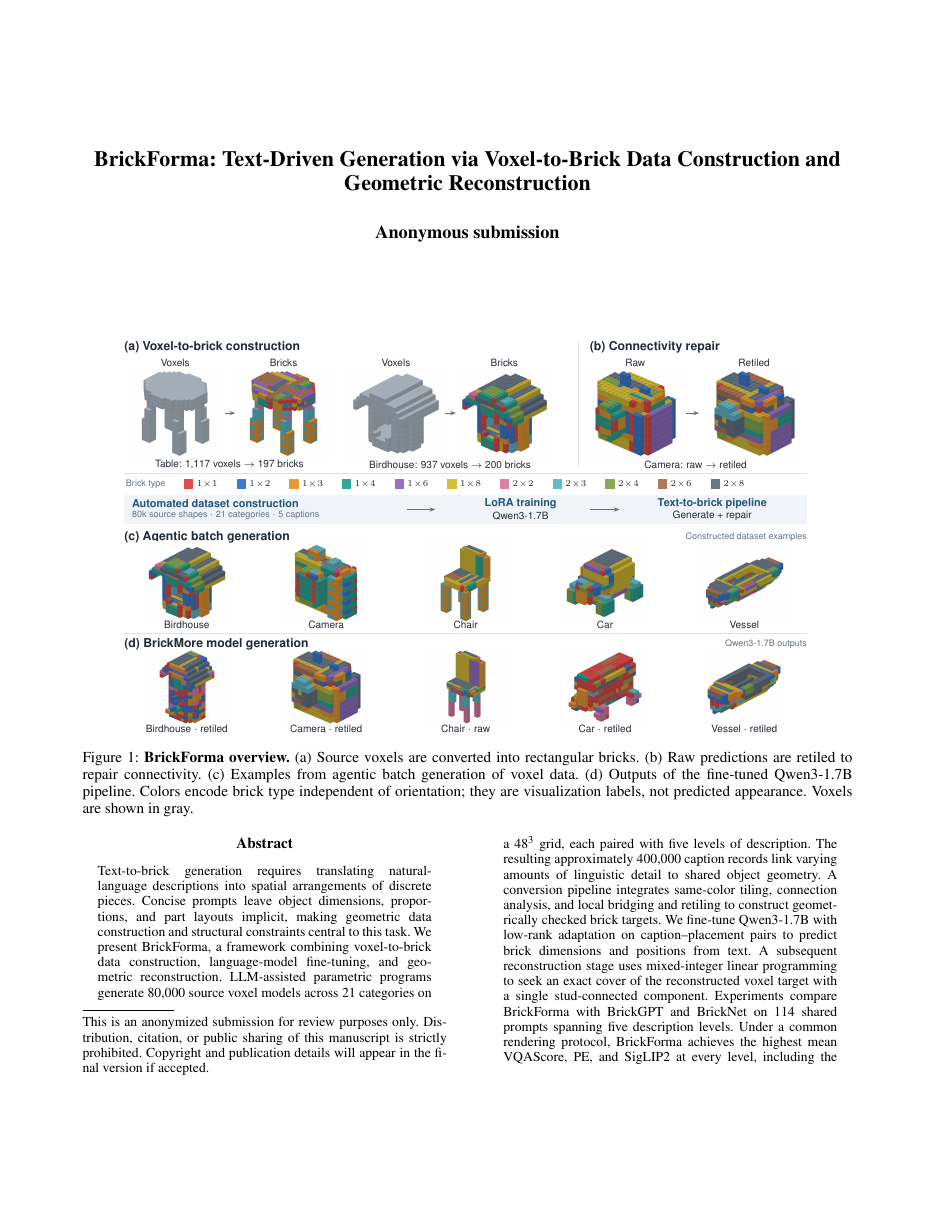 BrickForma: Text-Driven Generation via Voxel-to-Brick Data Construction and
Geometric Reconstruction
Anonymous submission
(a) Voxel-to-brick construction
(b) Connectivity repair
Voxels
Bricks
Voxels
Bricks
Raw
Retiled
Table: 1,117 voxels → 197 bricks
Birdhouse: 937 voxels → 200 bricks
Camera: raw → retiled
Brick type 1 × 1 1 × 2 1 × 3 1 × 4 1 × 6 1 × 8 2 × 2 2 × 3 2 × 4 2 × 6 2 × 8
Automated dataset construction
80k source shapes · 21 categories · 5 captions
LoRA training
Qwen3-1.7B
Text-to-brick pipeline
Generate + repair
(c) Agentic batch generation
Constructed dataset examples
Birdhouse
Camera
Chair
Car
Vessel
(d) BrickMore model generation
Qwen3-1.7B outputs
Birdhouse · retiled
Camera · retiled
Chair · raw
Car · retiled
Vessel · retiled
Figure 1: BrickForma overview. (a) Source voxels are converted into rectangular bricks. (b) Raw predictions are retiled to
repair connectivity. (c) Examples from agentic batch generation of voxel data. (d) Outputs of the fine-tuned Qwen3-1.7B
pipeline. Colors encode brick type independent of orientation; they are visualization labels, not predicted appearance. Voxels
are shown in gray.
Abstract
Text-to-brick generation requires translating natural-
language descriptions into spatial arrangements of discrete
pieces. Concise prompts leave object dimensions, propor-
tions, and part layouts implicit, making geometric data
construction and structural constraints central to this task. We
present BrickForma, a framework combining voxel-to-brick
data construction, language-model fine-tuning, and geo-
metric reconstruction. LLM-assisted parametric programs
generate 80,000 source voxel models across 21 categories on
This is an anonymized submission for review purposes only. Dis-
tribution, citation, or public sharing of this manuscript is strictly
prohibited. Copyright and publication details will appear in the fi-
nal version if accepted.
a 48³ grid, each paired with five levels of description. The
resulting approximately 400,000 caption records link varying
amounts of linguistic detail to shared object geometry. A
conversion pipeline integrates same-color tiling, connection
analysis, and local bridging and retiling to construct geomet-
rically checked brick targets. We fine-tune Qwen3-1.7B with
low-rank adaptation on caption–placement pairs to predict
brick dimensions and positions from text. A subsequent
reconstruction stage uses mixed-integer linear programming
to seek an exact cover of the reconstructed voxel target with
a single stud-connected component. Experiments compare
BrickForma with BrickGPT and BrickNet on 114 shared
prompts spanning five description levels. Under a common
rendering protocol, BrickForma achieves the highest mean
VQAScore, PE, and SigLIP2 at every level, including the